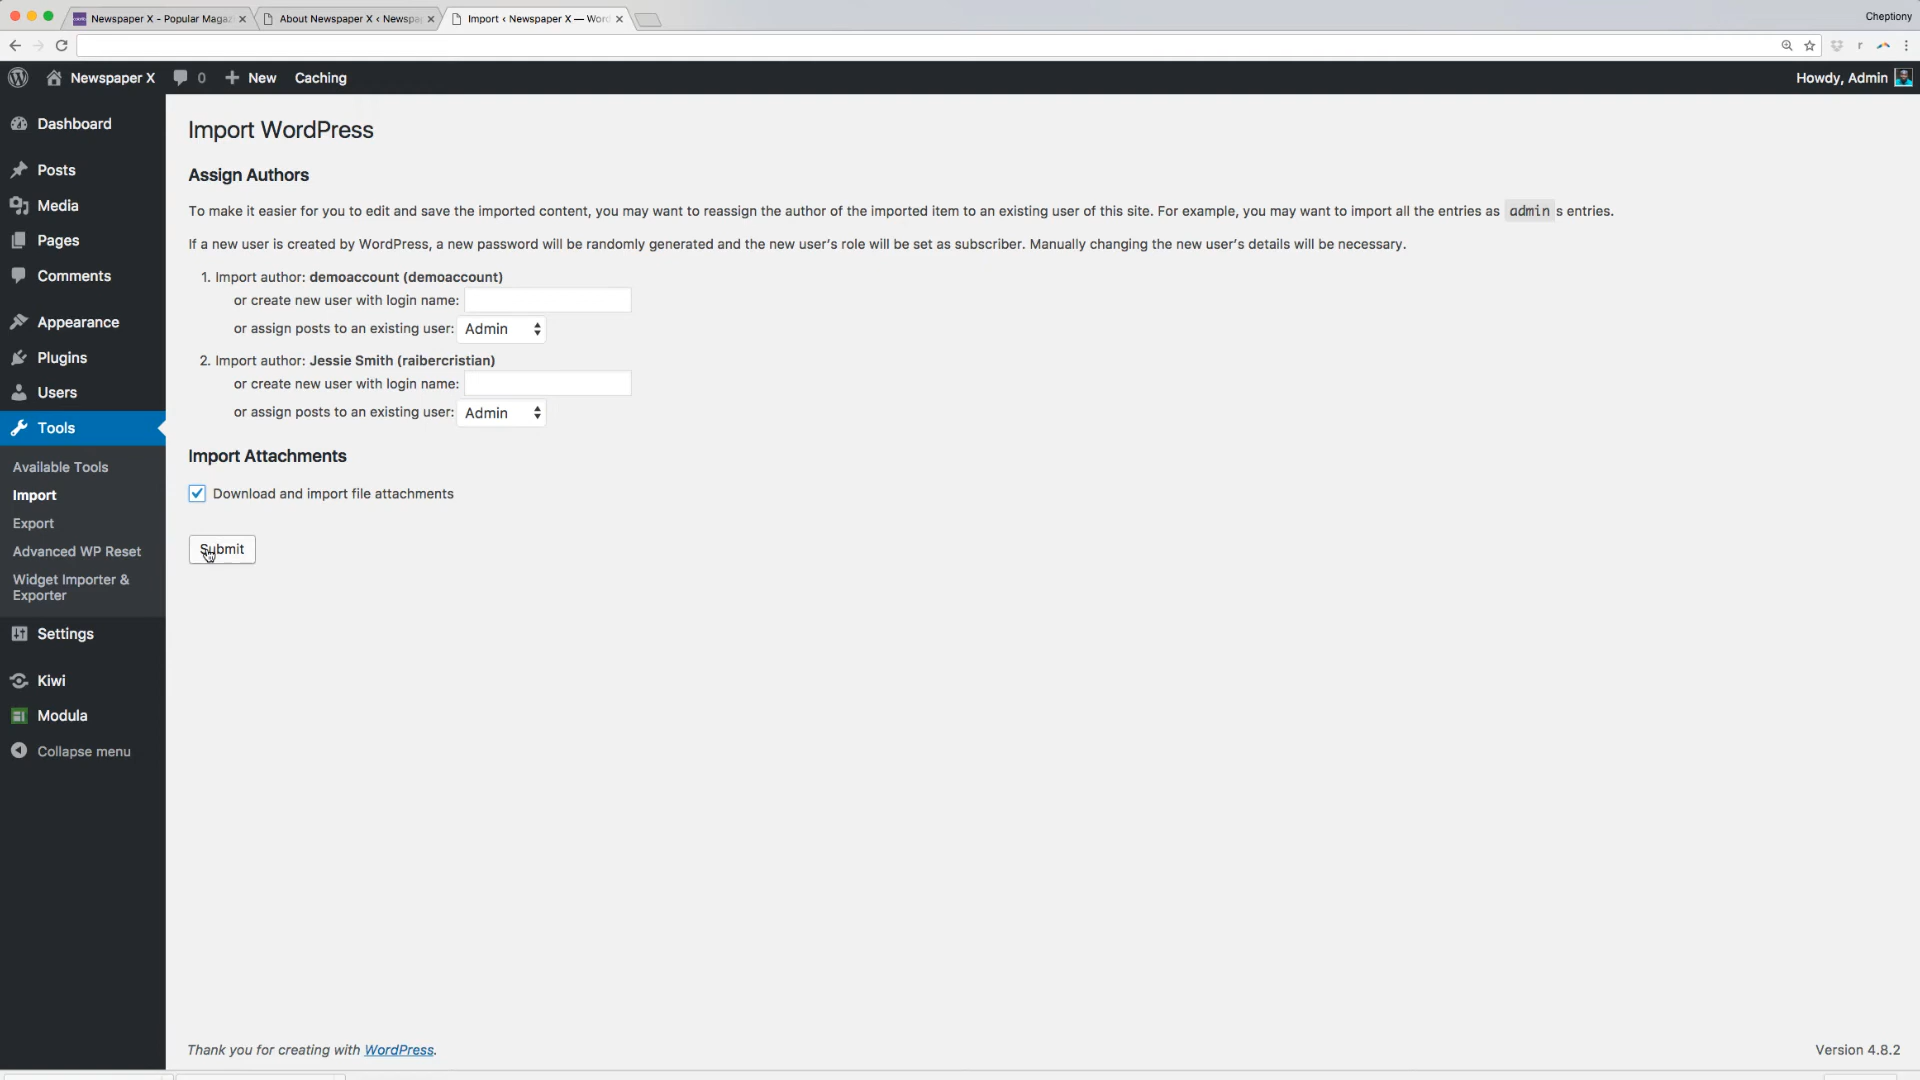 Newspaper X - Popular Magaz
About Newspaper X ‹ Newspa
Import ‹ Newspaper X — Word
Cheptiony
Newspaper X
0
New
Caching
Howdy, Admin
Dashboard
Posts
Media
Pages
Comments
Appearance
Plugins
Users
Tools
Available Tools
Import
Export
Advanced WP Reset
Widget Importer &
Exporter
Settings
Kiwi
Modula
Collapse menu
Import WordPress
Assign Authors
To make it easier for you to edit and save the imported content, you may want to reassign the author of the imported item to an existing user of this site. For example, you may want to import all the entries as admin s entries.
If a new user is created by WordPress, a new password will be randomly generated and the new user’s role will be set as subscriber. Manually changing the new user’s details will be necessary.
1. Import author: demoaccount (demoaccount)
or create new user with login name:
or assign posts to an existing user: Admin
2. Import author: Jessie Smith (raibercristian)
or create new user with login name:
or assign posts to an existing user: Admin
Import Attachments
Download and import file attachments
Submit
Thank you for creating with WordPress.
Version 4.8.2